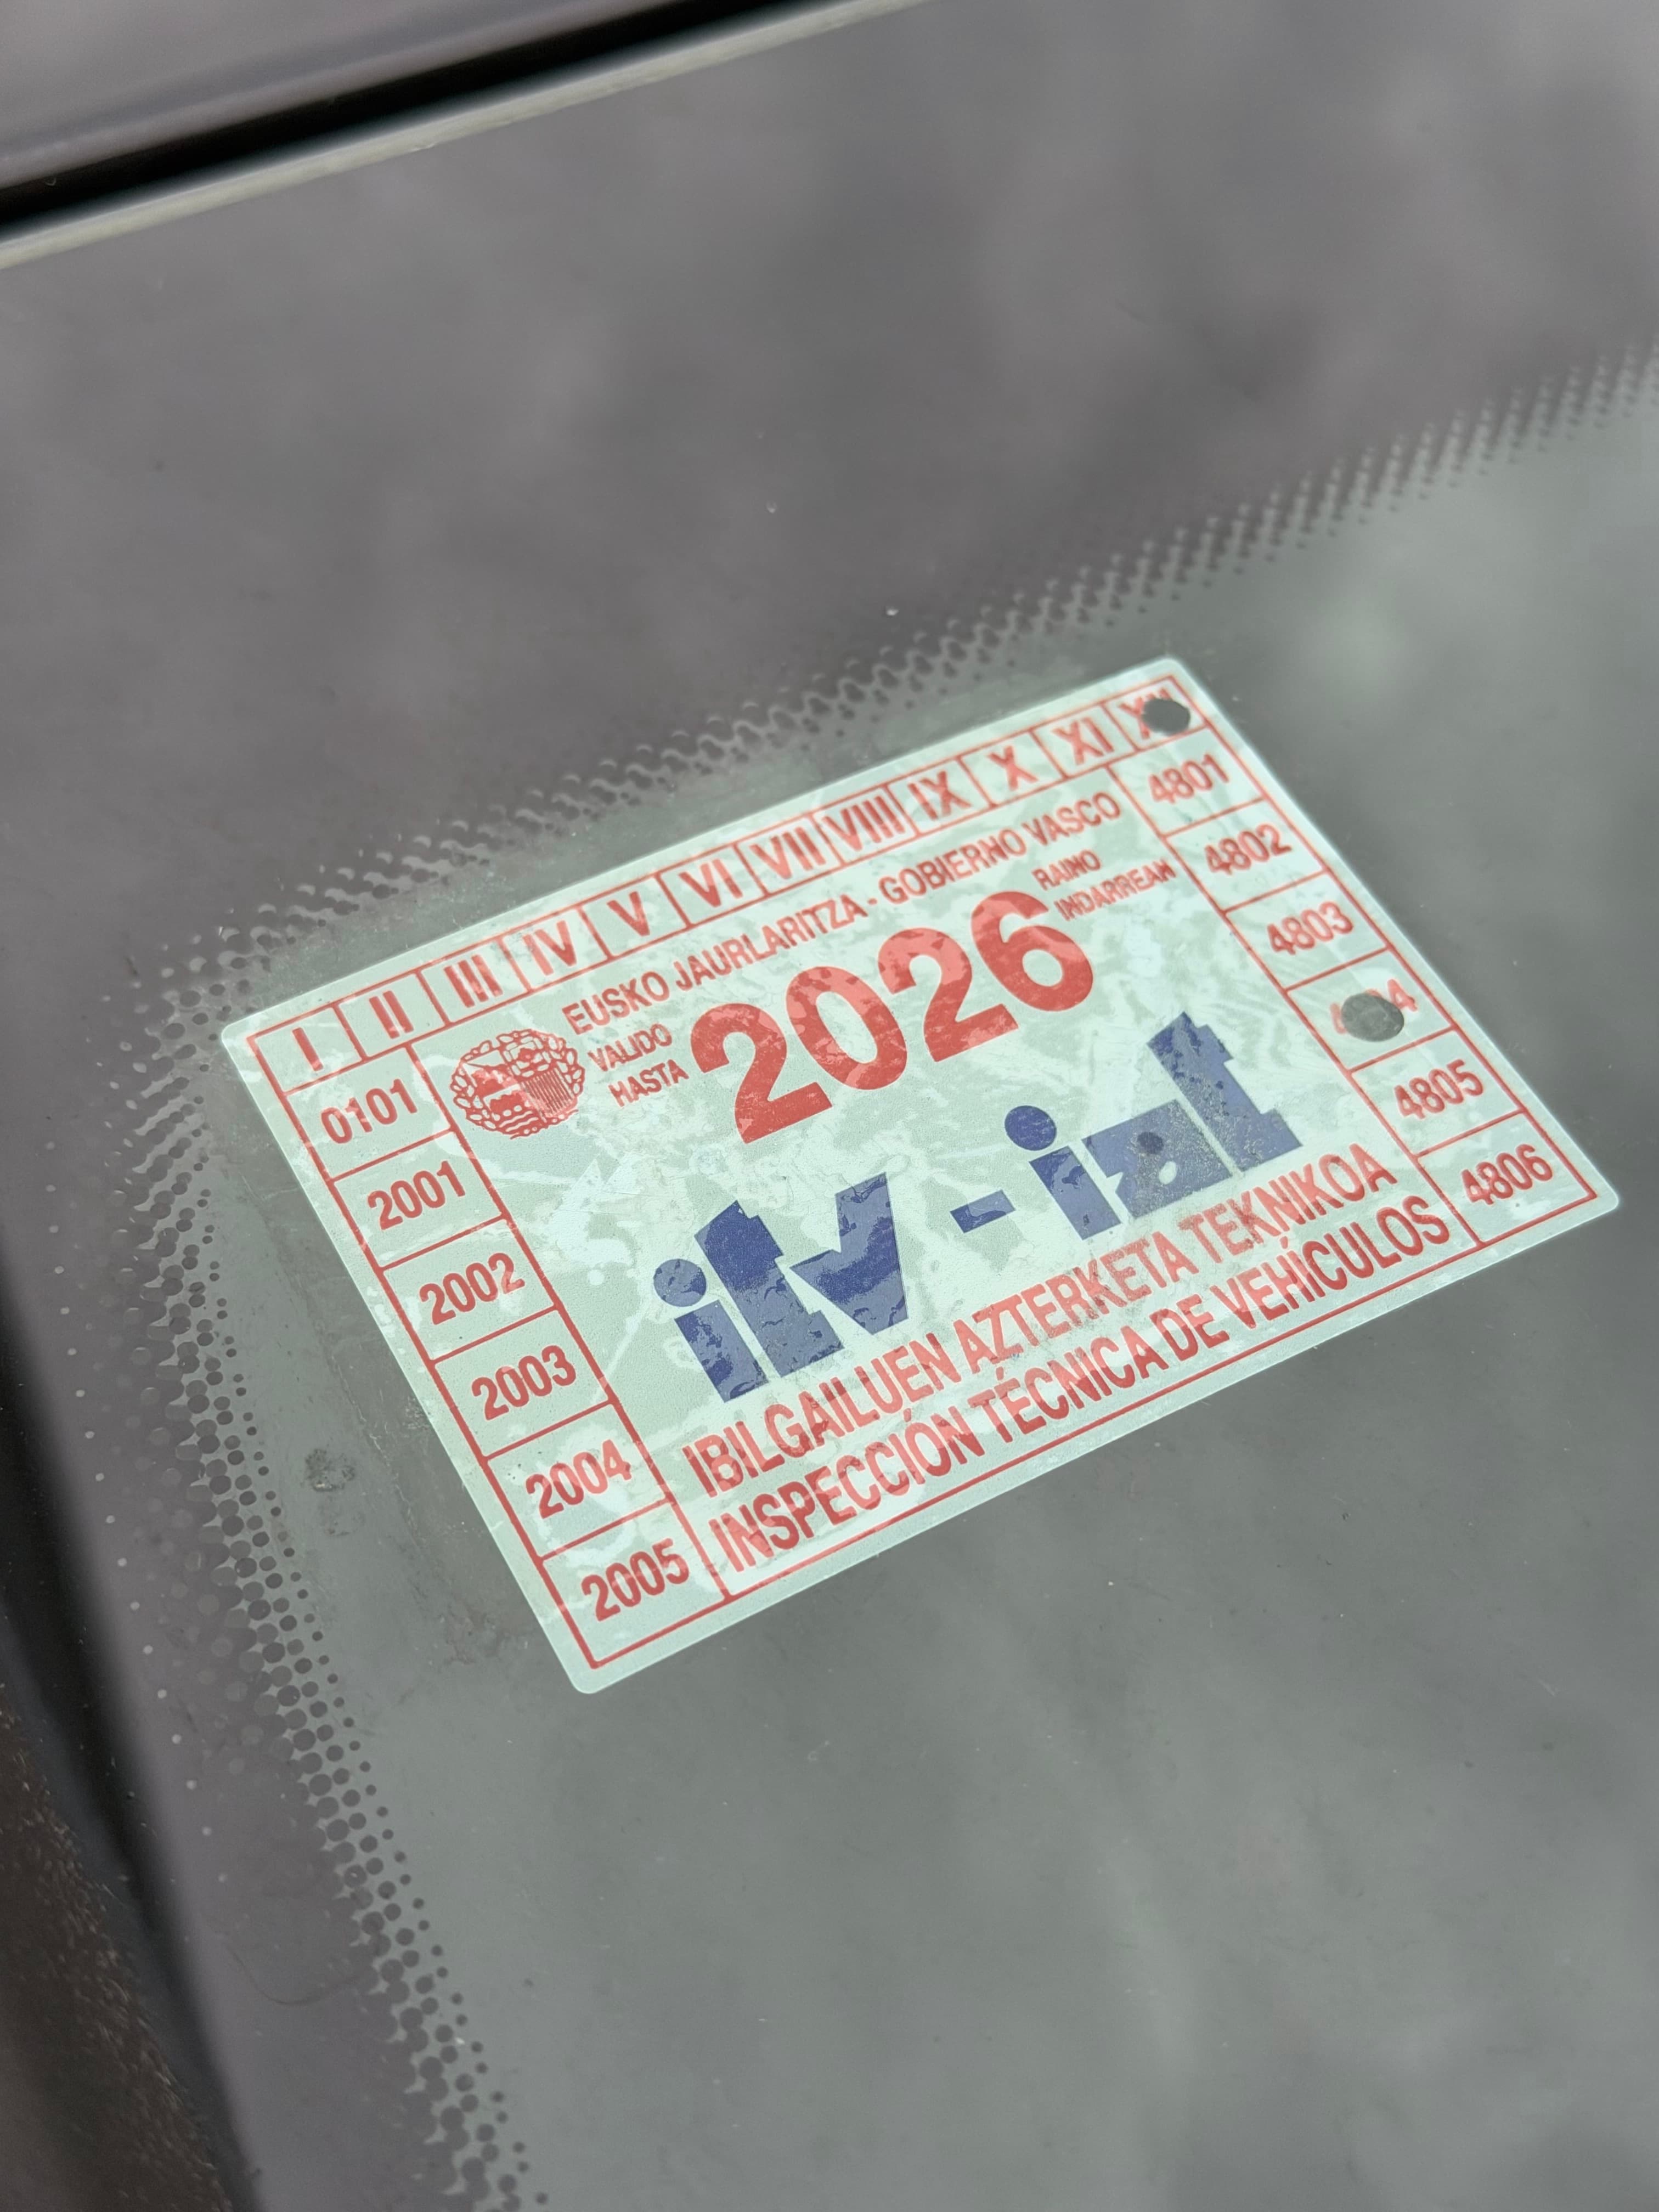 I II III IV V VI VII VIII IX X XI
EUSKO JAURLARITZA - GOBIERNO VASCO
VALIDO
HASTA
2026
RAINO
INDARREAN
itv - iat
IBILGAILUEN AZTERKETA TEKNIKOA
INSPECCIÓN TÉCNICA DE VEHÍCULOS
0101
2001
2002
2003
2004
2005
4801
4802
4803
4805
4806